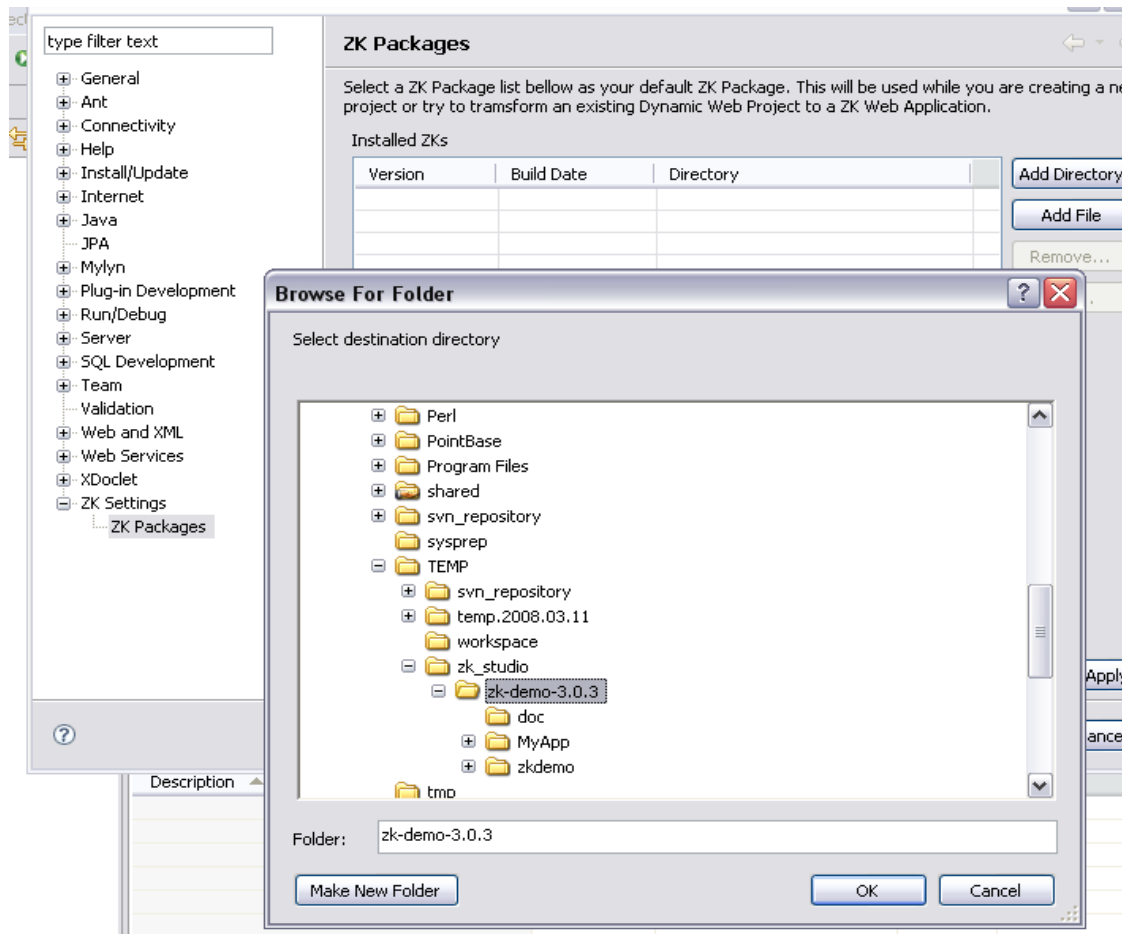 type filter text
General
Ant
Connectivity
Help
Install/Update
Internet
Java
JPA
Mylyn
Plug-in Development
Run/Debug
Server
SQL Development
Team
Validation
Web and XML
Web Services
XDoclet
ZK Settings
ZK Packages
ZK Packages
Select a ZK Package list bellow as your default ZK Package. This will be used while you are creating a ne
project or try to tramsform an existing Dynamic Web Project to a ZK Web Application.
Installed ZKs
Version Build Date Directory
Add Directory
Add File
Remove...
Apply
ance
Description
Browse For Folder
Select destination directory
Perl
PointBase
Program Files
shared
svn_repository
sysprep
TEMP
svn_repository
temp.2008.03.11
workspace
zk_studio
zk-demo-3.0.3
doc
MyApp
zkdemo
tmp
Folder: zk-demo-3.0.3
Make New Folder OK Cancel